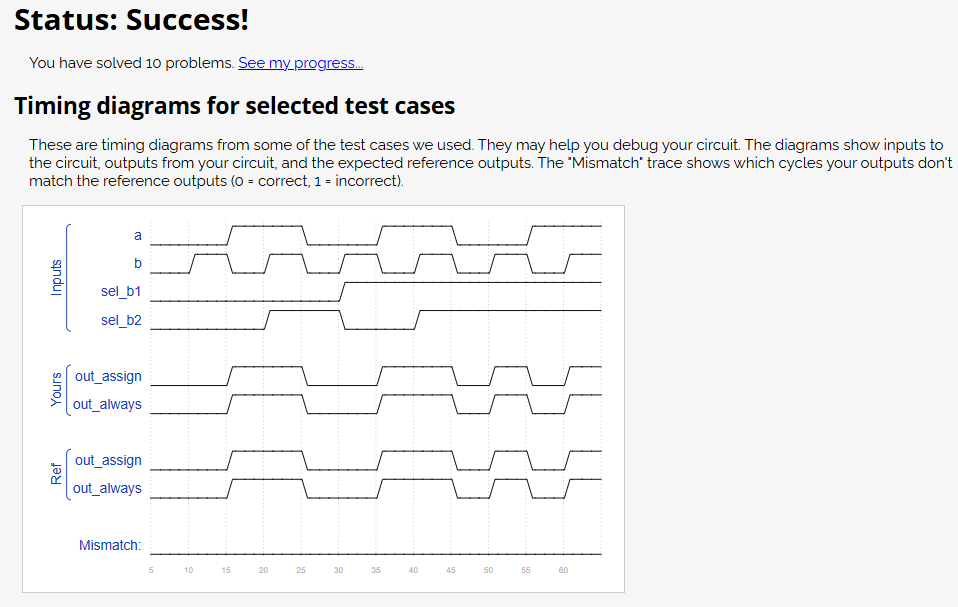 Status: Success!
You have solved 10 problems. See my progress...
Timing diagrams for selected test cases
These are timing diagrams from some of the test cases we used. They may help you debug your circuit. The diagrams show inputs to
the circuit, outputs from your circuit, and the expected reference outputs. The "Mismatch" trace shows which cycles your outputs don't
match the reference outputs (0 = correct, 1 = incorrect).
Inputs
a
b
sel_b1
sel_b2
Yours
out_assign
out_always
Ref
out_assign
out_always
Mismatch:
5 10 15 20 25 30 35 40 45 50 55 60